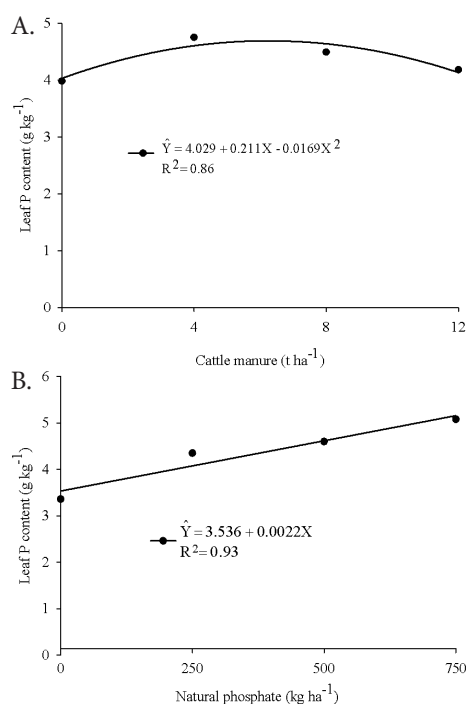 A.
5
4
3
2
1
0
Leaf P content (g kg⁻¹)
Ŷ = 4.029 + 0.211X - 0.0169X²
R² = 0.86
0 4 8 12
Cattle manure (t ha⁻¹)
B.
6
5
4
3
2
1
0
Leaf P content (g kg⁻¹)
Ŷ = 3.536 + 0.0022X
R² = 0.93
0 250 500 750
Natural phosphate (kg ha⁻¹)